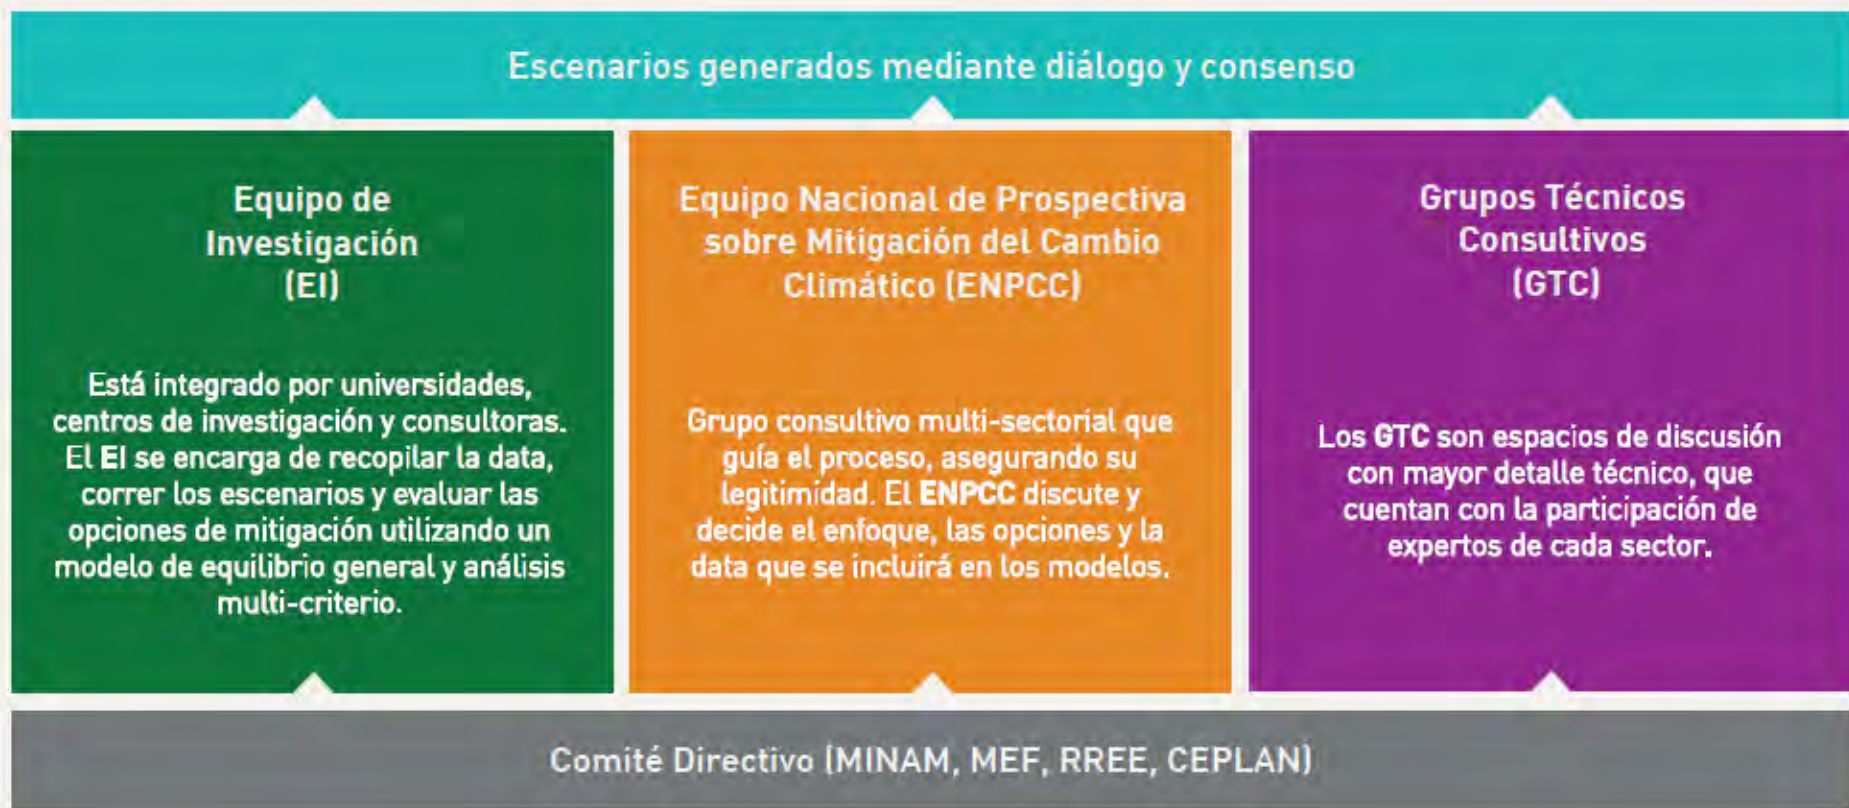 Escenarios generados mediante diálogo y consenso
Equipo de
Investigación
(EI)
Está integrado por universidades,
centros de investigación y consultoras.
El EI se encarga de recopilar la data,
correr los escenarios y evaluar las
opciones de mitigación utilizando un
modelo de equilibrio general y análisis
multi-criterio.
Equipo Nacional de Prospectiva
sobre Mitigación del Cambio
Climático (ENPCC)
Grupo consultivo multi-sectorial que
guía el proceso, asegurando su
legitimidad. El ENPCC discute y
decide el enfoque, las opciones y la
data que se incluirá en los modelos.
Grupos Técnicos
Consultivos
(GTC)
Los GTC son espacios de discusión
con mayor detalle técnico, que
cuentan con la participación de
expertos de cada sector.
Comité Directivo (MINAM, MEF, RREE, CEPLAN)